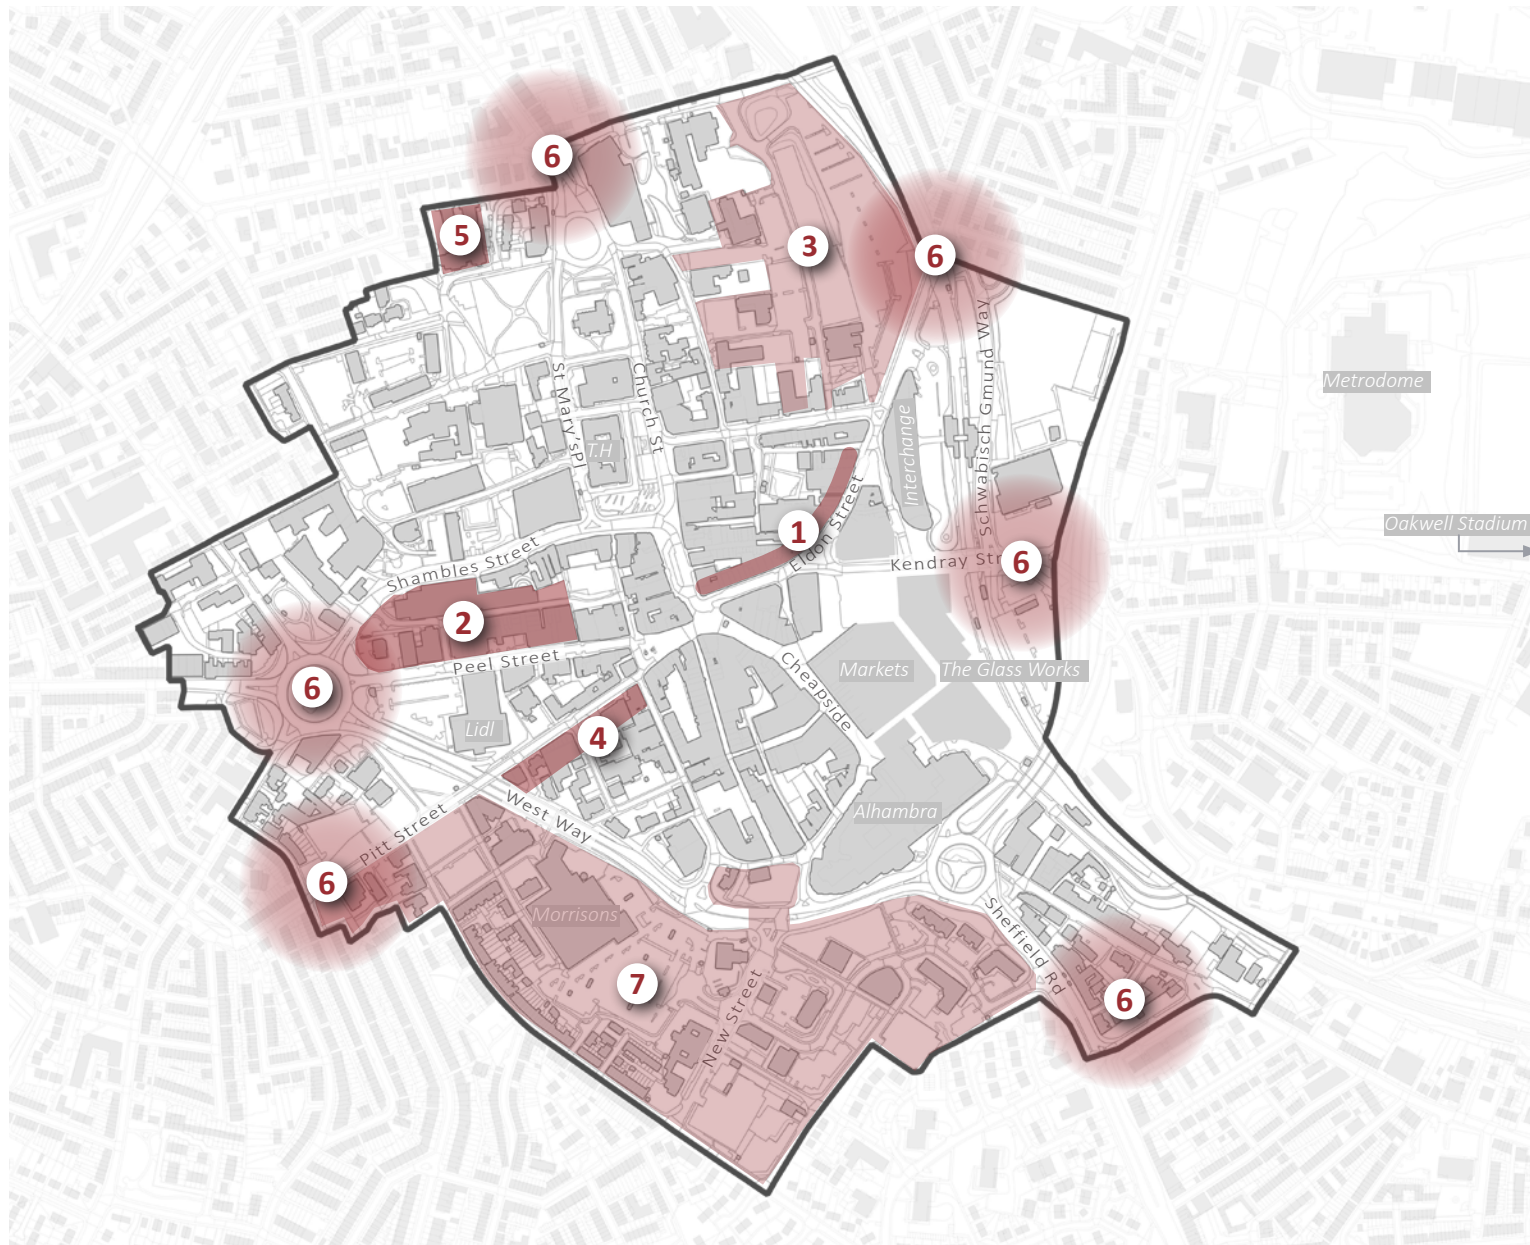 6
5
3
6
Schwabisch Gmund Way
Metrodome
St Mary'sPl
Church St
T.H
Interchange
Oakwell Stadium
1
Eldon Street
Shambles Street
Kendray Str
6
2
Peel Street
Markets
The Glass Works
Cheapside
6
Lidl
4
West Way
Pitt Street
Alhambra
6
Morrisons
Sheffield Rd
7
New Street
6